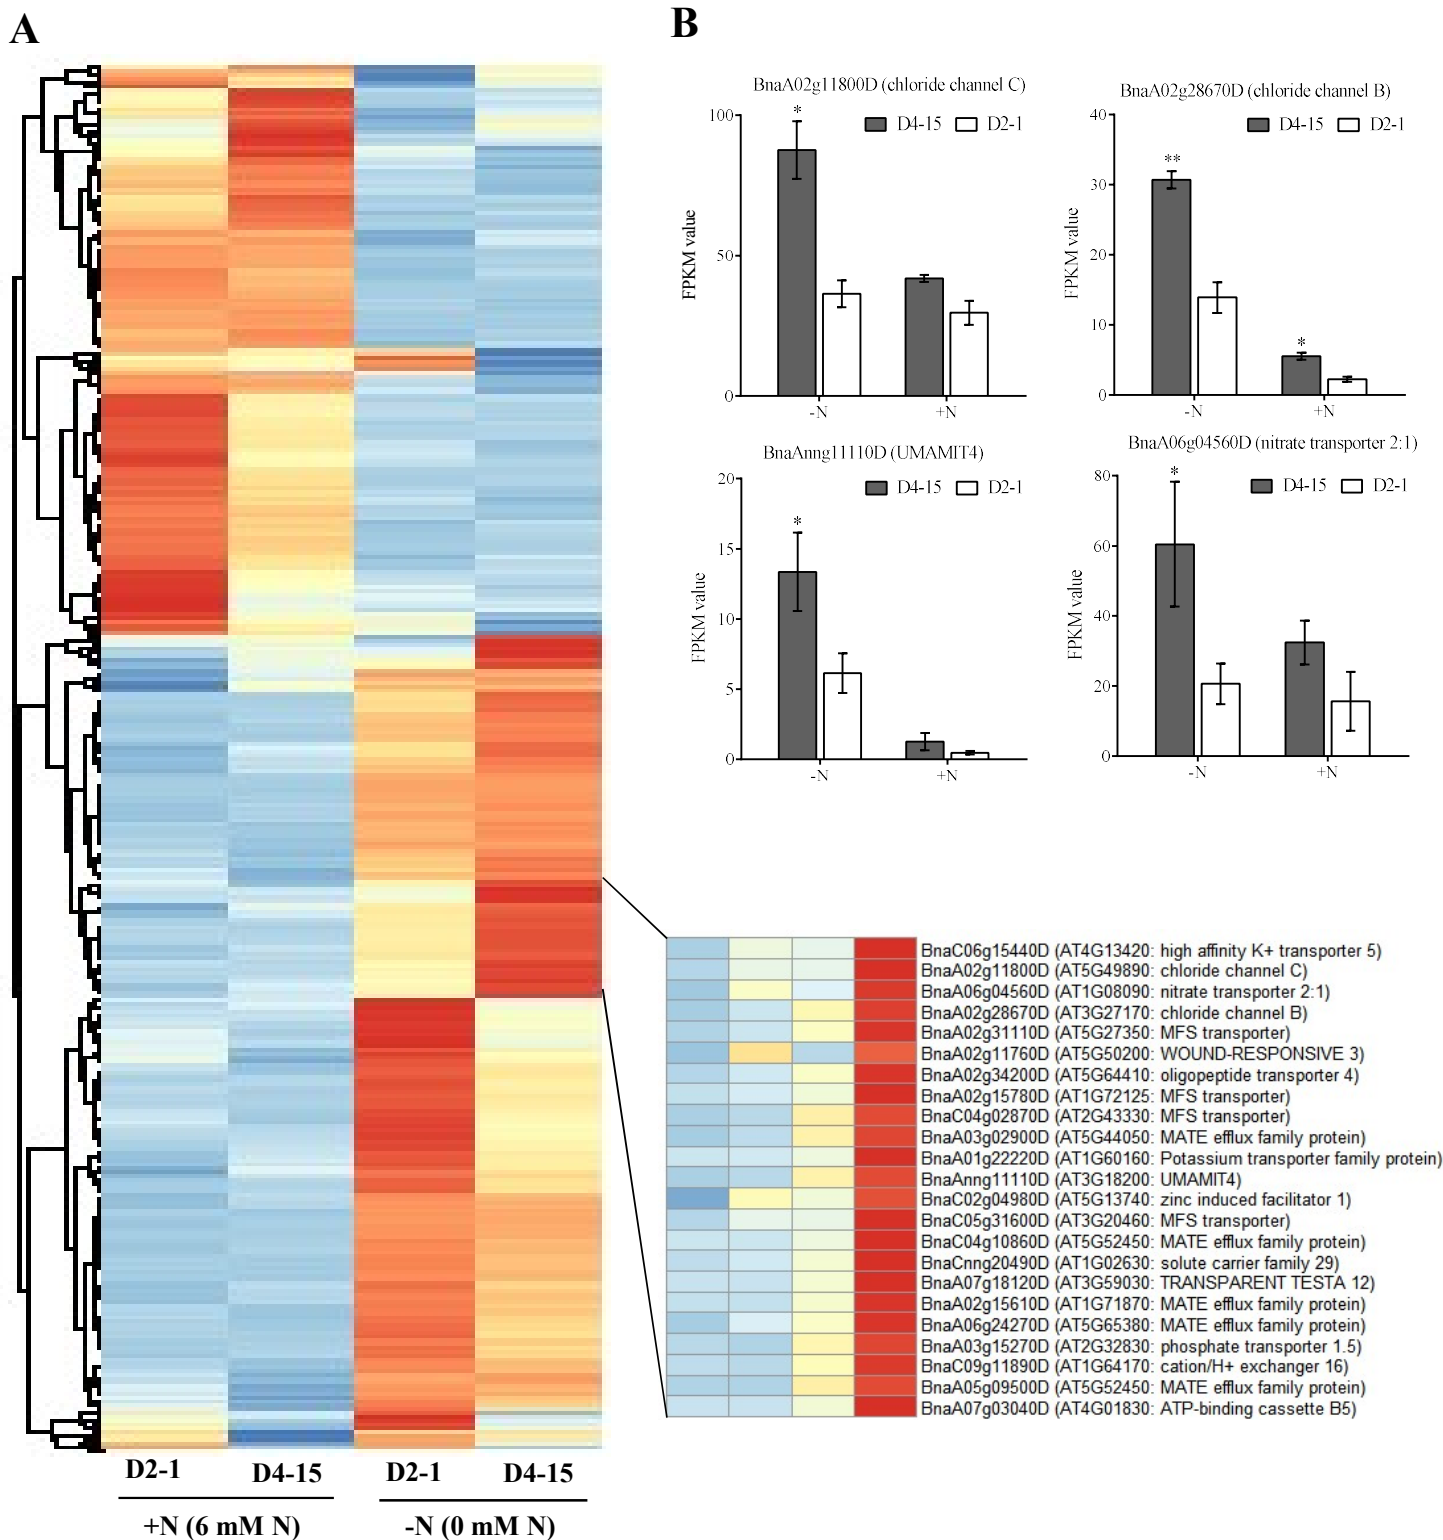 A
B
BnaA02g11800D (chloride channel C)
D4-15 D2-1
*
100
50
0
FPKM value
-N +N
BnaA02g28670D (chloride channel B)
D4-15 D2-1
**
*
40
30
20
10
0
FPKM value
-N +N
BnaAnng11110D (UMAMIT4)
D4-15 D2-1
*
20
15
10
5
0
FPKM value
-N +N
BnaA06g04560D (nitrate transporter 2:1)
D4-15 D2-1
*
80
60
40
20
0
FPKM value
-N +N
BnaC06g15440D (AT4G13420: high affinity K+ transporter 5)
BnaA02g11800D (AT5G49890: chloride channel C)
BnaA06g04560D (AT1G08090: nitrate transporter 2:1)
BnaA02g28670D (AT3G27170: chloride channel B)
BnaA02g31110D (AT5G27350: MFS transporter)
BnaA02g11760D (AT5G50200: WOUND-RESPONSIVE 3)
BnaA02g34200D (AT5G64410: oligopeptide transporter 4)
BnaA02g15780D (AT1G72125: MFS transporter)
BnaC04g02870D (AT2G43330: MFS transporter)
BnaA03g02900D (AT5G44050: MATE efflux family protein)
BnaA01g22220D (AT1G60160: Potassium transporter family protein)
BnaAnng11110D (AT3G18200: UMAMIT4)
BnaC02g04980D (AT5G13740: zinc induced facilitator 1)
BnaC05g31600D (AT3G20460: MFS transporter)
BnaC04g10860D (AT5G52450: MATE efflux family protein)
BnaCnng20490D (AT1G02630: solute carrier family 29)
BnaA07g18120D (AT3G59030: TRANSPARENT TESTA 12)
BnaA02g15610D (AT1G71870: MATE efflux family protein)
BnaA06g24270D (AT5G65380: MATE efflux family protein)
BnaA03g15270D (AT2G32830: phosphate transporter 1.5)
BnaC09g11890D (AT1G64170: cation/H+ exchanger 16)
BnaA05g09500D (AT5G52450: MATE efflux family protein)
BnaA07g03040D (AT4G01830: ATP-binding cassette B5)
D2-1 D4-15 D2-1 D4-15
+N (6 mM N) -N (0 mM N)